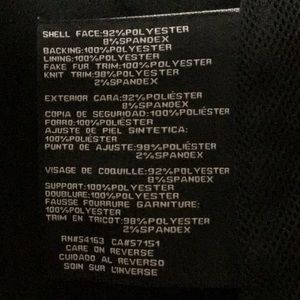 SHELL FACE:92%POLYESTER
8%SPANDEX
BACKING:100%POLYESTER
LINING:100%POLYESTER
FAKE FUR TRIM:100%POLYESTER
KNIT TRIM:98%POLYESTER
2%SPANDEX
EXTERIOR CARA:92%POLIÉSTER
8%SPANDEX
COPIA DE SEGURIDAD:100%POLIÉSTER
FORRO:100%POLIÉSTER
AJUSTE DE PIEL SINTETICA:
100%POLIÉSTER
PUNTO DE AJUSTE:98%POLIÉSTER
2%SPANDEX
VISAGE DE COQUILLE:92%POLYESTER
8%SPANDEX
SUPPORT:100%POLYESTER
DOUBLURE:100%POLYESTER
FAUSSE FOURRURE GARNITURE:
100%POLYESTER
TRIM EN TRICOT:98%POLYESTER
2%SPANDEX
RN#54163 CA#57151
CARE ON REVERSE
CUIDADO AL REVERSO
SOIN SUR L'INVERSE